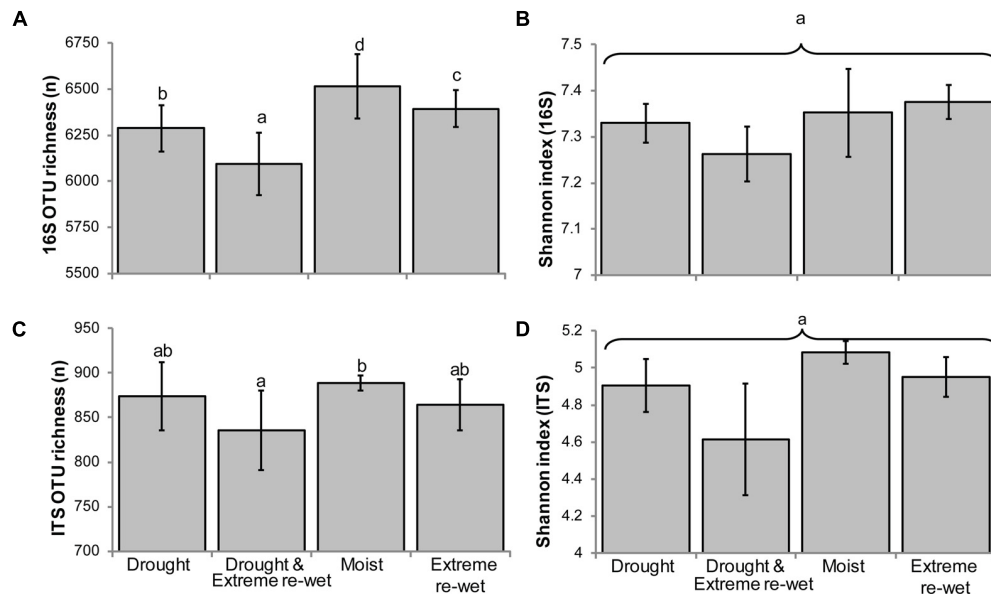 A
6750
6500
6250
6000
5750
5500
16S OTU richness (n)
b
a
d
c
B
a
7.5
7.4
7.3
7.2
7.1
7
Shannon index (16S)
C
950
900
850
800
750
700
ITS OTU richness (n)
ab
a
b
ab
Drought
Drought &
Extreme re-wet
Moist
Extreme
re-wet
D
a
5.2
5
4.8
4.6
4.4
4.2
4
Shannon index (ITS)
Drought
Drought &
Extreme re-wet
Moist
Extreme
re-wet